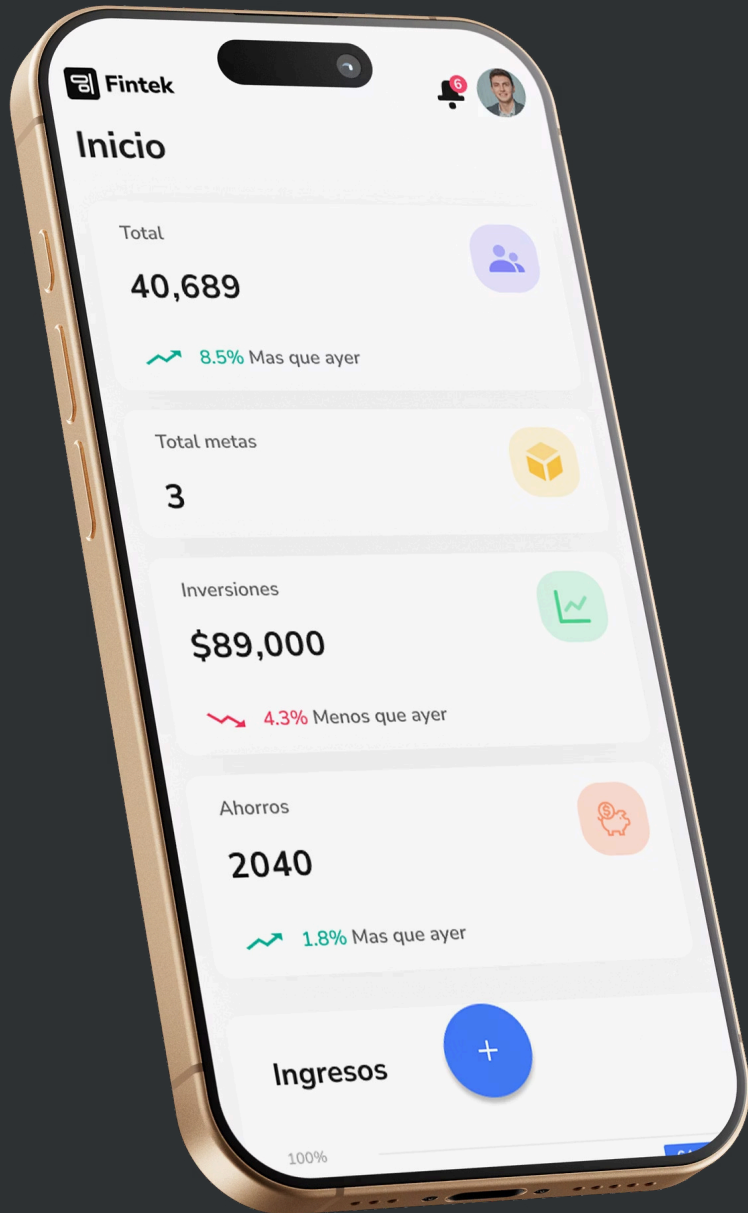 Fintek
6
Inicio
Total
40,689
8.5% Mas que ayer
Total metas
3
Inversiones
$89,000
4.3% Menos que ayer
Ahorros
2040
1.8% Mas que ayer
Ingresos
100%